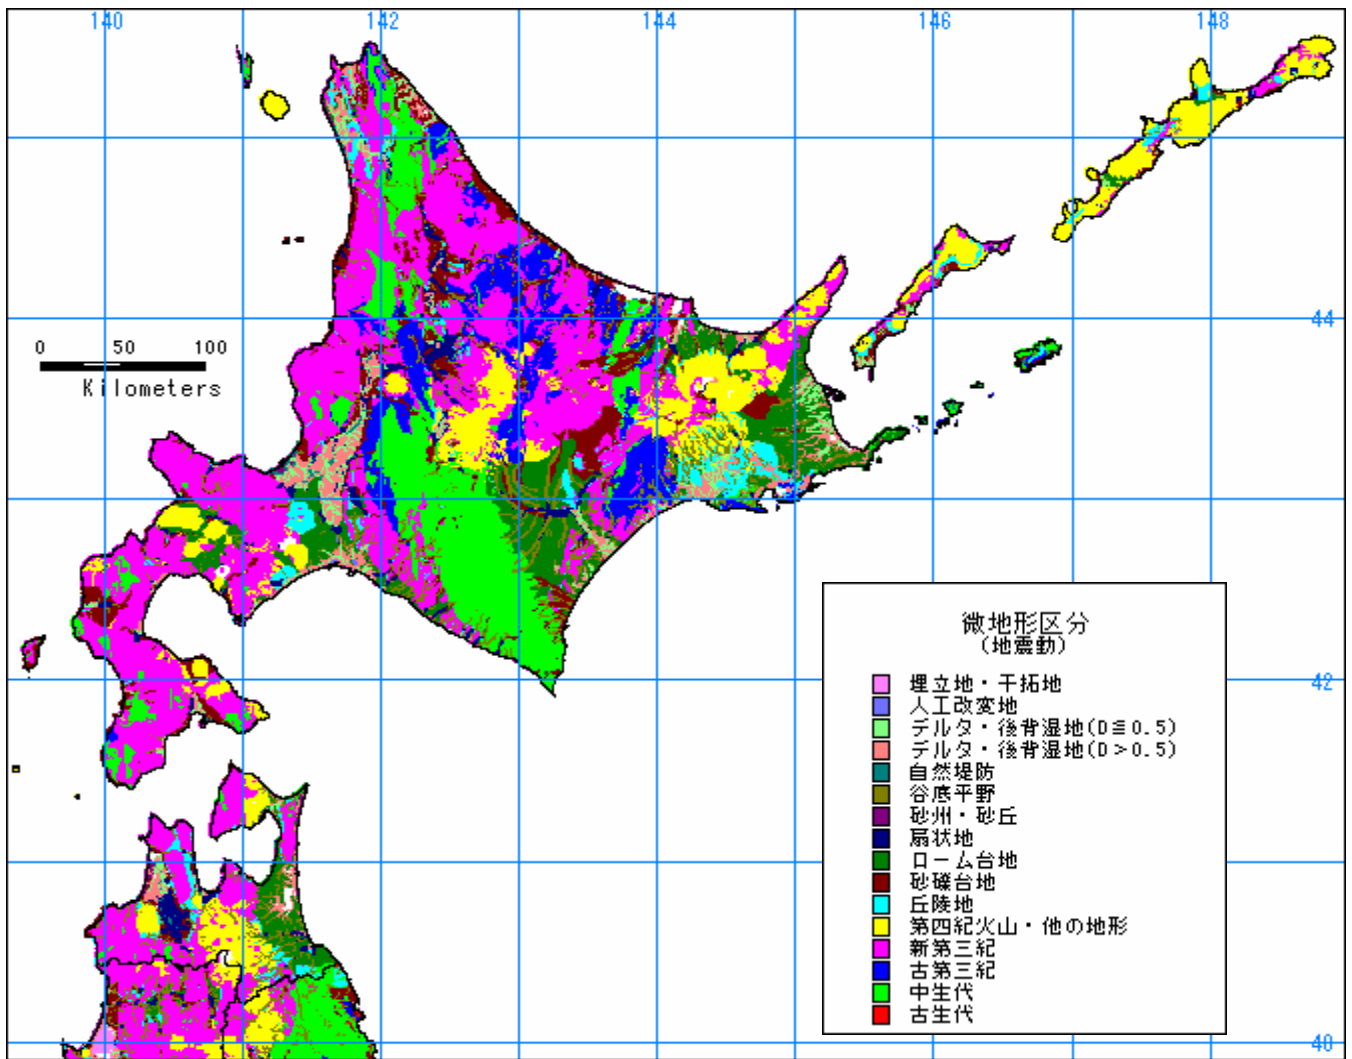 140 142 144 146 148
44
0 50 100
Kilometers
微地形区分
(地震動)
42
埋立地・干拓地
人工改変地
デルタ・後背湿地(D≦0.5)
デルタ・後背湿地(D>0.5)
自然堤防
谷底平野
砂州・砂丘
扇状地
ローム台地
砂礫台地
丘陵地
第四紀火山・他の地形
新第三紀
古第三紀
中生代
古生代
40